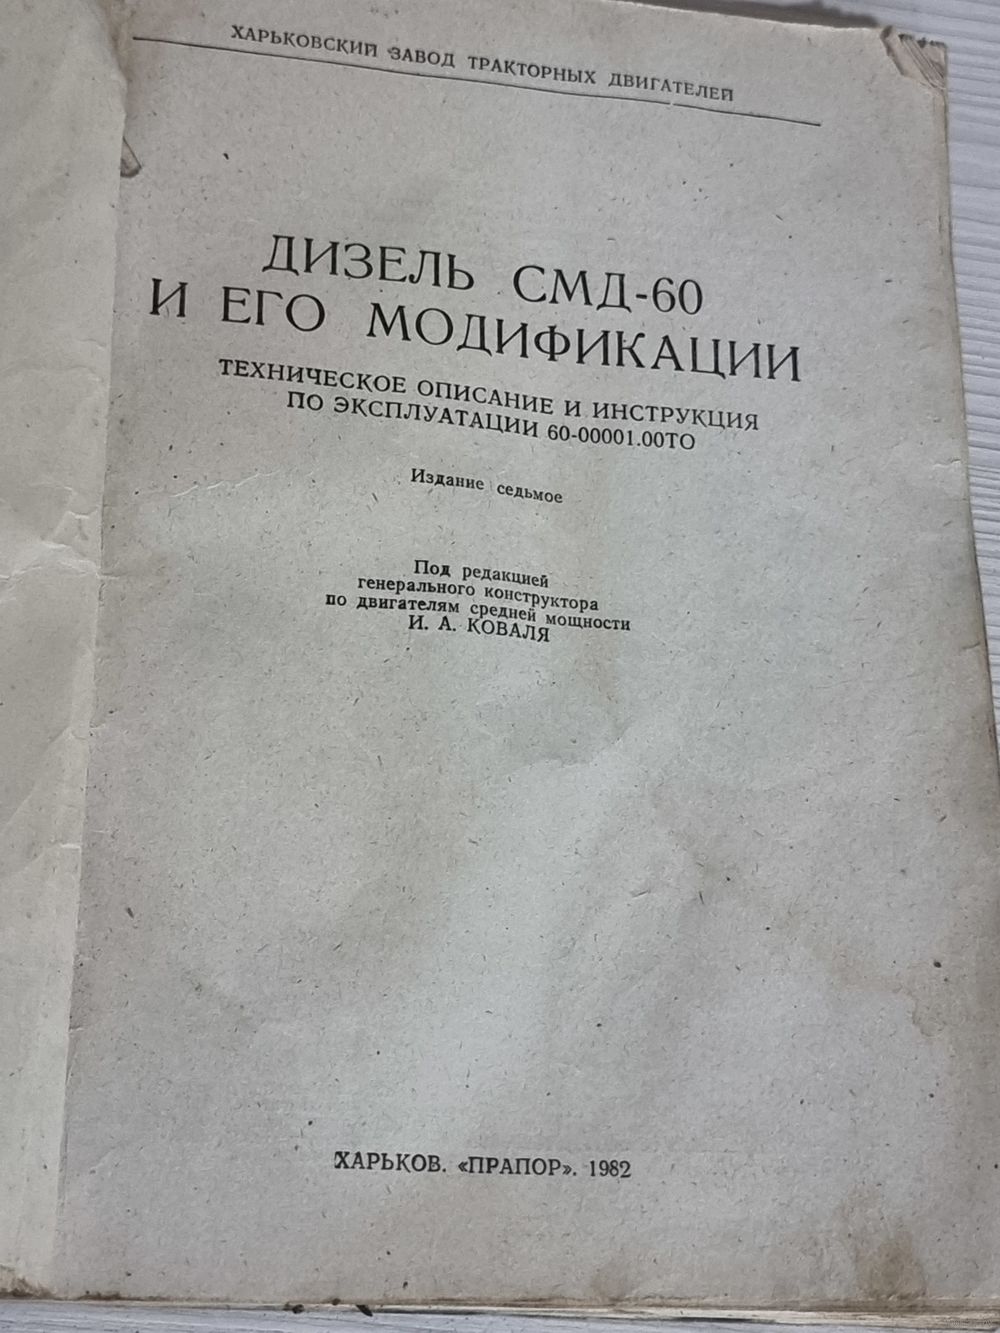 ХАРЬКОВСКИЙ ЗАВОД ТРАКТОРНЫХ ДВИГАТЕЛЕЙ
ДИЗЕЛЬ СМД-60
И ЕГО МОДИФИКАЦИИ
ТЕХНИЧЕСКОЕ ОПИСАНИЕ И ИНСТРУКЦИЯ
ПО ЭКСПЛУАТАЦИИ 60-00001.00ТО
Издание седьмое
Под редакцией
генерального конструктора
по двигателям средней мощности
И. А. КОВАЛЯ
ХАРЬКОВ. «ПРАПОР». 1982